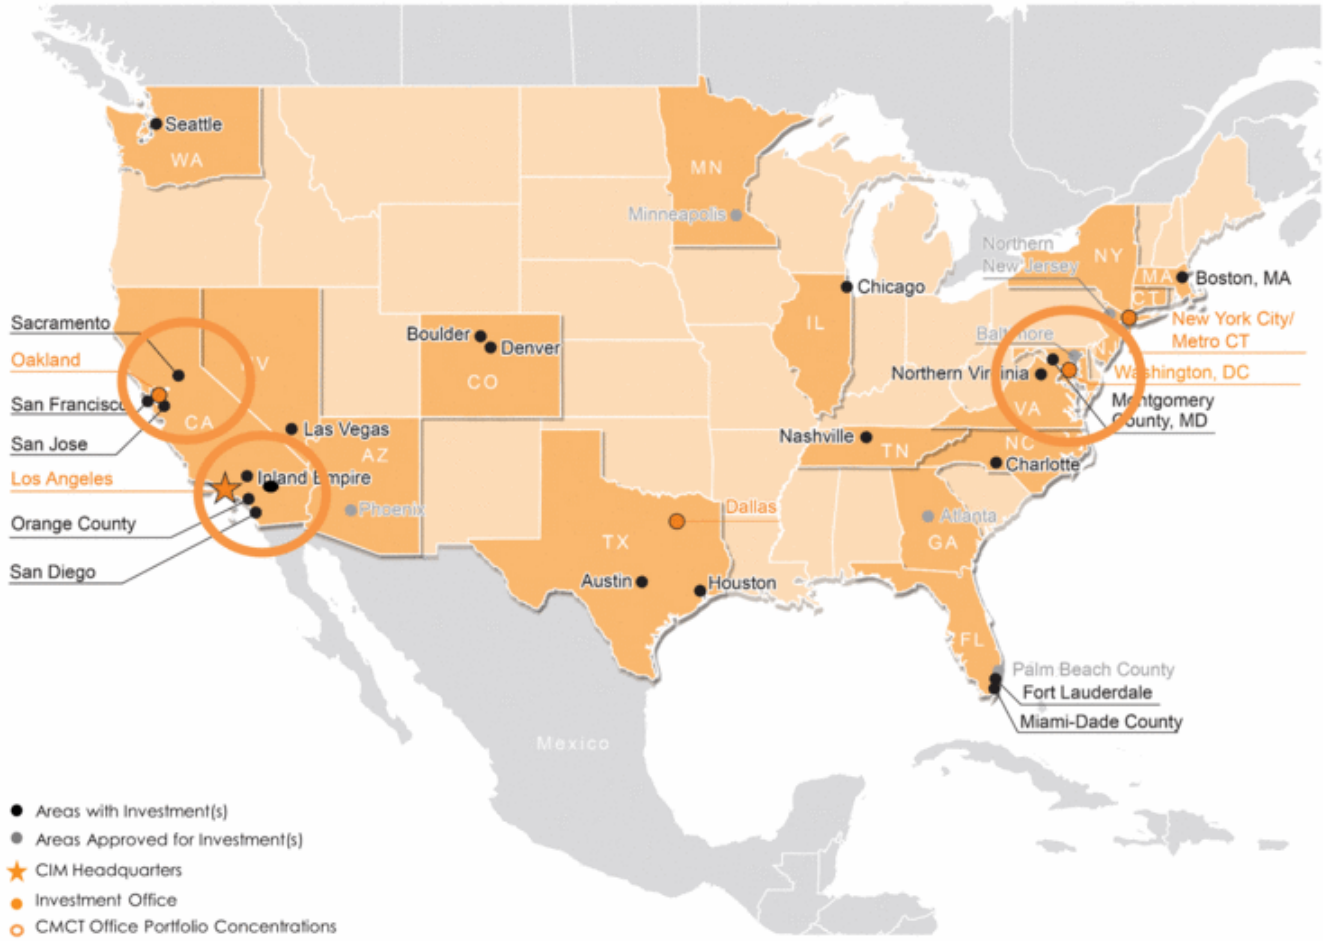 Seattle
WA
MN
Minneapolis
Northern
New Jersey
NY
MA
Boston, MA
CT
Chicago
IL
New York City/
Metro CT
Sacramento
Oakland
San Francisco
San Jose
CA
Boulder
Denver
CO
Baltimore
Northern Virginia
Washington, DC
Montgomery
County, MD
VA
Las Vegas
AZ
Nashville
TN
NC
Charlotte
Los Angeles
Inland Empire
Orange County
San Diego
Phoenix
Dallas
TX
Austin
Houston
Atlanta
GA
FL
Palm Beach County
Fort Lauderdale
Miami-Dade County
Mexico
Areas with Investment(s)
Areas Approved for Investment(s)
CIM Headquarters
Investment Office
CMCT Office Portfolio Concentrations